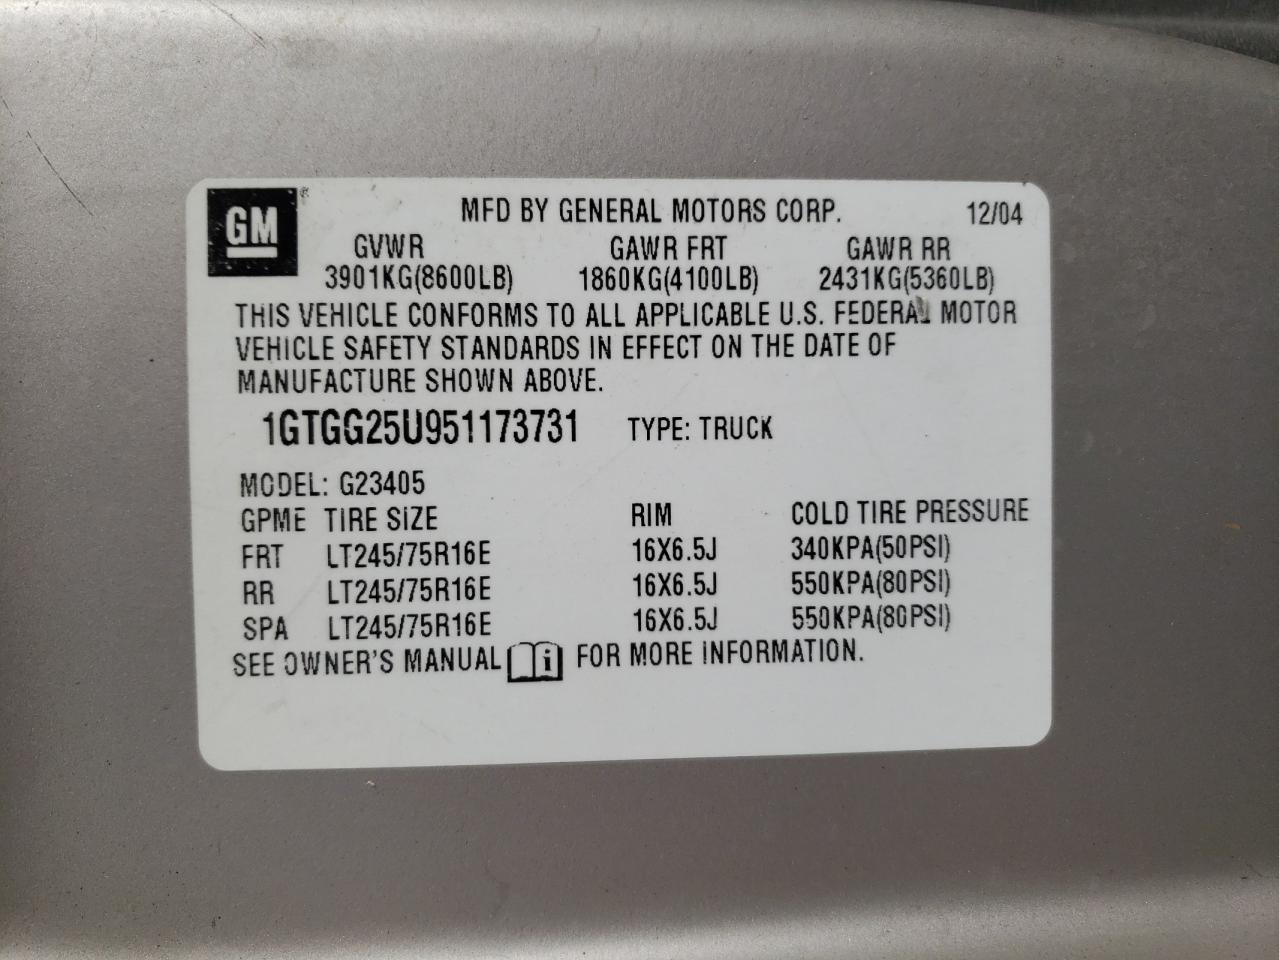 GM®
MFD BY GENERAL MOTORS CORP. 12/04
GVWR GAWR FRT GAWR RR
3901KG(8600LB) 1860KG(4100LB) 2431KG(5360LB)
THIS VEHICLE CONFORMS TO ALL APPLICABLE U.S. FEDERAL MOTOR
VEHICLE SAFETY STANDARDS IN EFFECT ON THE DATE OF
MANUFACTURE SHOWN ABOVE.
1GTGG25U951173731 TYPE: TRUCK
MODEL: G23405
GPME TIRE SIZE RIM COLD TIRE PRESSURE
FRT LT245/75R16E 16X6.5J 340KPA(50PSI)
RR LT245/75R16E 16X6.5J 550KPA(80PSI)
SPA LT245/75R16E 16X6.5J 550KPA(80PSI)
SEE OWNER'S MANUAL i FOR MORE INFORMATION.